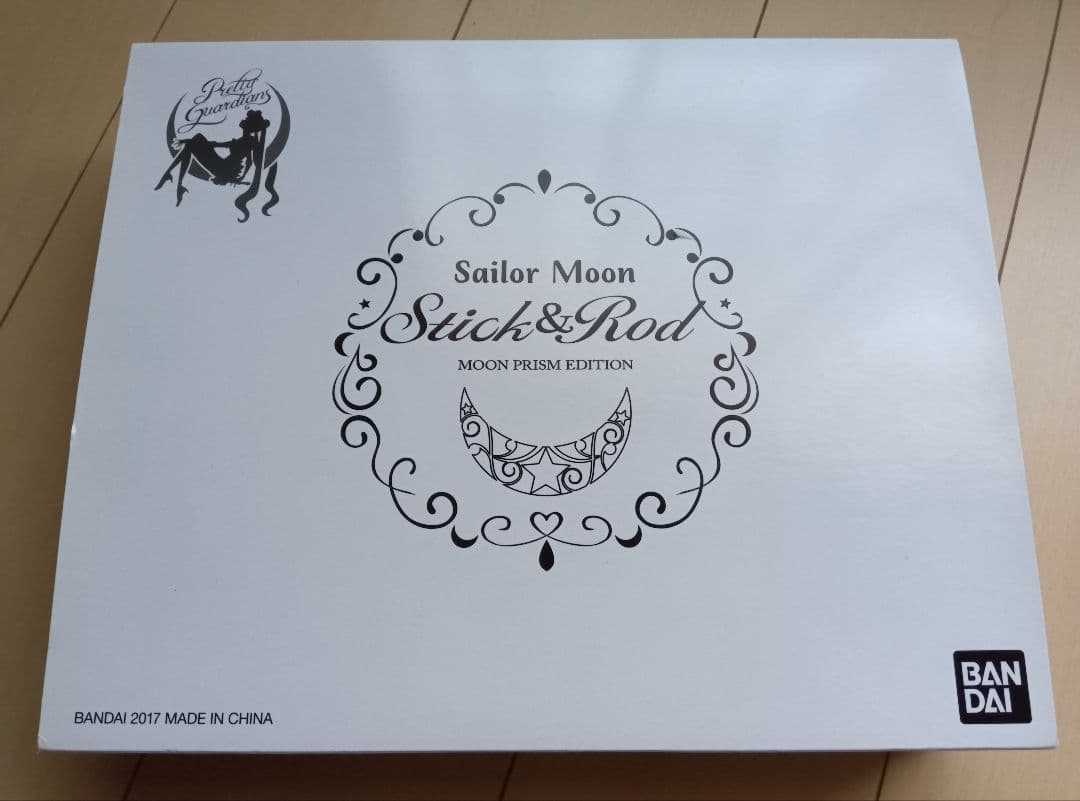 Pretty
Guardians
Sailor Moon
Stick&Rod
MOON PRISM EDITION
BANDAI 2017 MADE IN CHINA
BAN
DAI